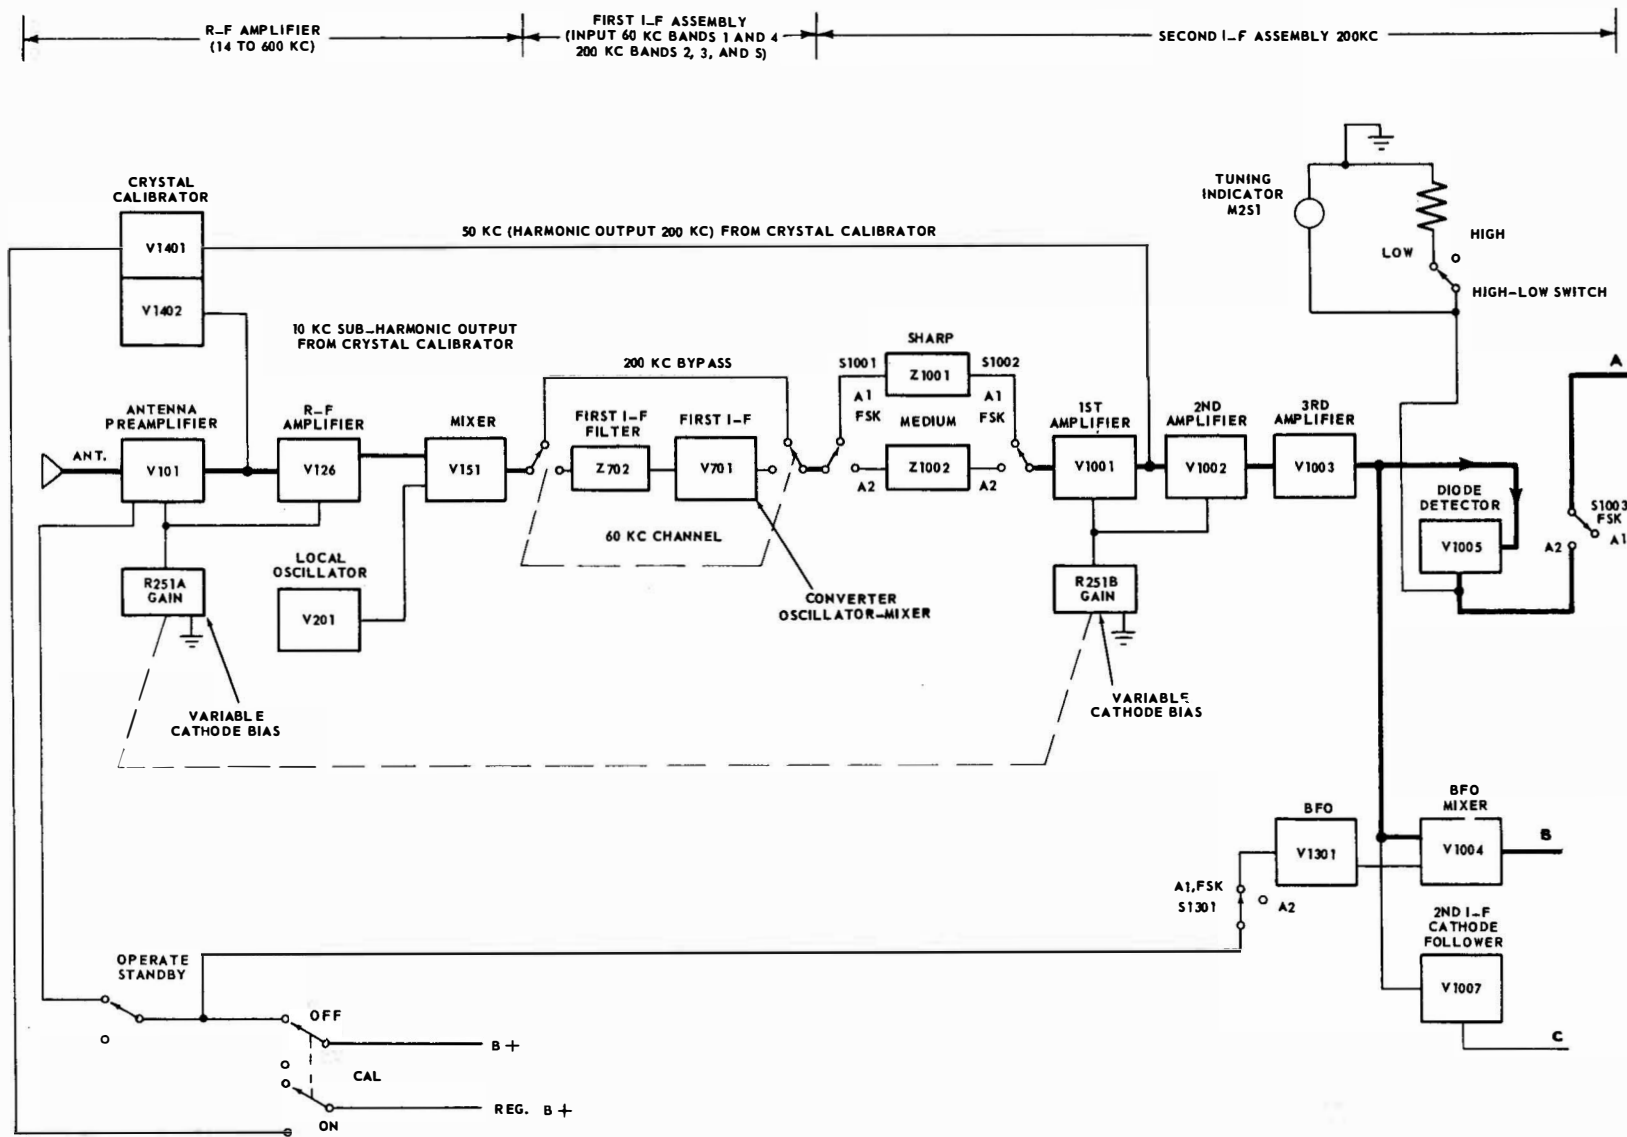 R-F AMPLIFIER
(14 TO 600 KC)
FIRST I-F ASSEMBLY
(INPUT 60 KC BANDS 1 AND 4
200 KC BANDS 2, 3, AND 5)
SECOND I-F ASSEMBLY 200KC
CRYSTAL
CALIBRATOR
V1401
V1402
50 KC (HARMONIC OUTPUT 200 KC) FROM CRYSTAL CALIBRATOR
10 KC SUB-HARMONIC OUTPUT
FROM CRYSTAL CALIBRATOR
TUNING
INDICATOR
M251
LOW
HIGH
HIGH-LOW SWITCH
ANT.
ANTENNA
PREAMPLIFIER
V101
R-F
AMPLIFIER
V126
MIXER
V151
200 KC BYPASS
FIRST I-F
FILTER
Z702
FIRST I-F
V701
60 KC CHANNEL
CONVERTER
OSCILLATOR-MIXER
S1001
A1
FSK
SHARP
Z1001
S1002
A1
FSK
MEDIUM
Z1002
A2
A2
1ST
AMPLIFIER
V1001
2ND
AMPLIFIER
V1002
3RD
AMPLIFIER
V1003
DIODE
DETECTOR
V1005
A
S1003
FSK
A1
A2
R251A
GAIN
LOCAL
OSCILLATOR
V201
VARIABLE
CATHODE BIAS
R251B
GAIN
VARIABLE
CATHODE BIAS
BFO
V1301
BFO
MIXER
V1004
B
A1,FSK
S1301
A2
2ND I-F
CATHODE
FOLLOWER
V1007
C
OPERATE
STANDBY
OFF
B+
CAL
REG. B+
ON